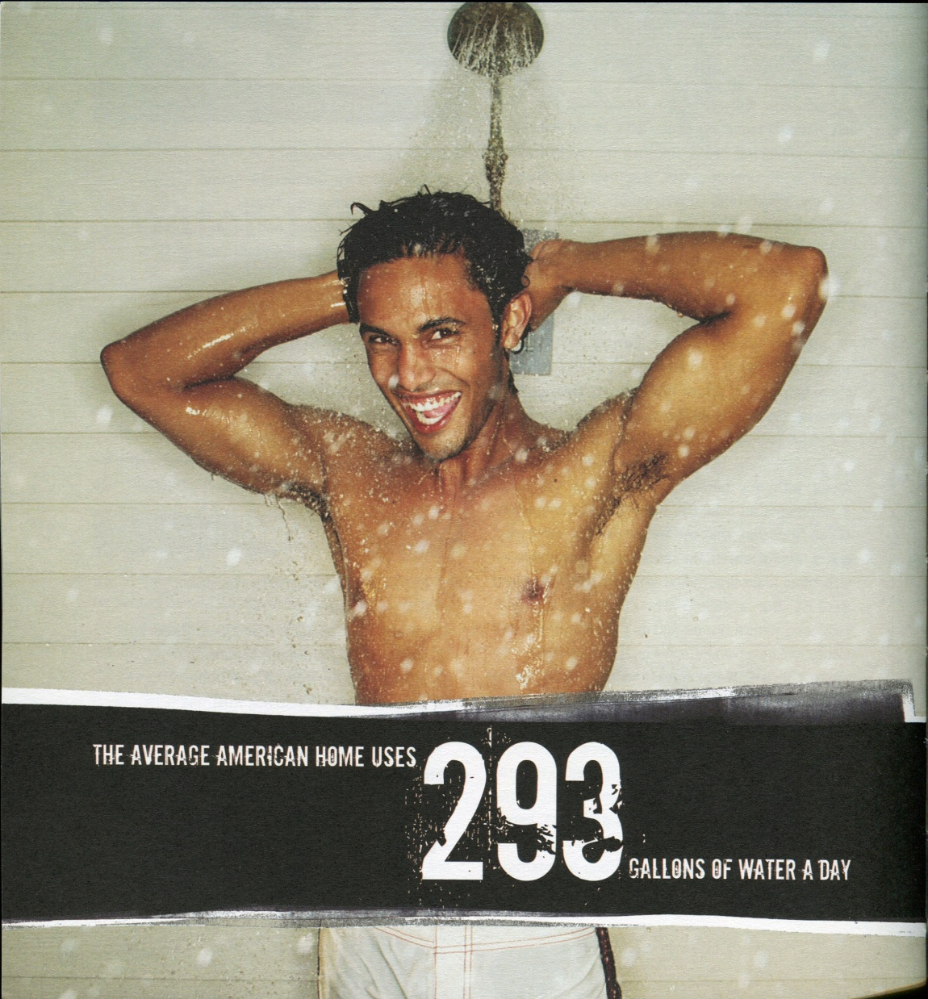 THE AVERAGE AMERICAN HOME USES
293
GALLONS OF WATER A DAY